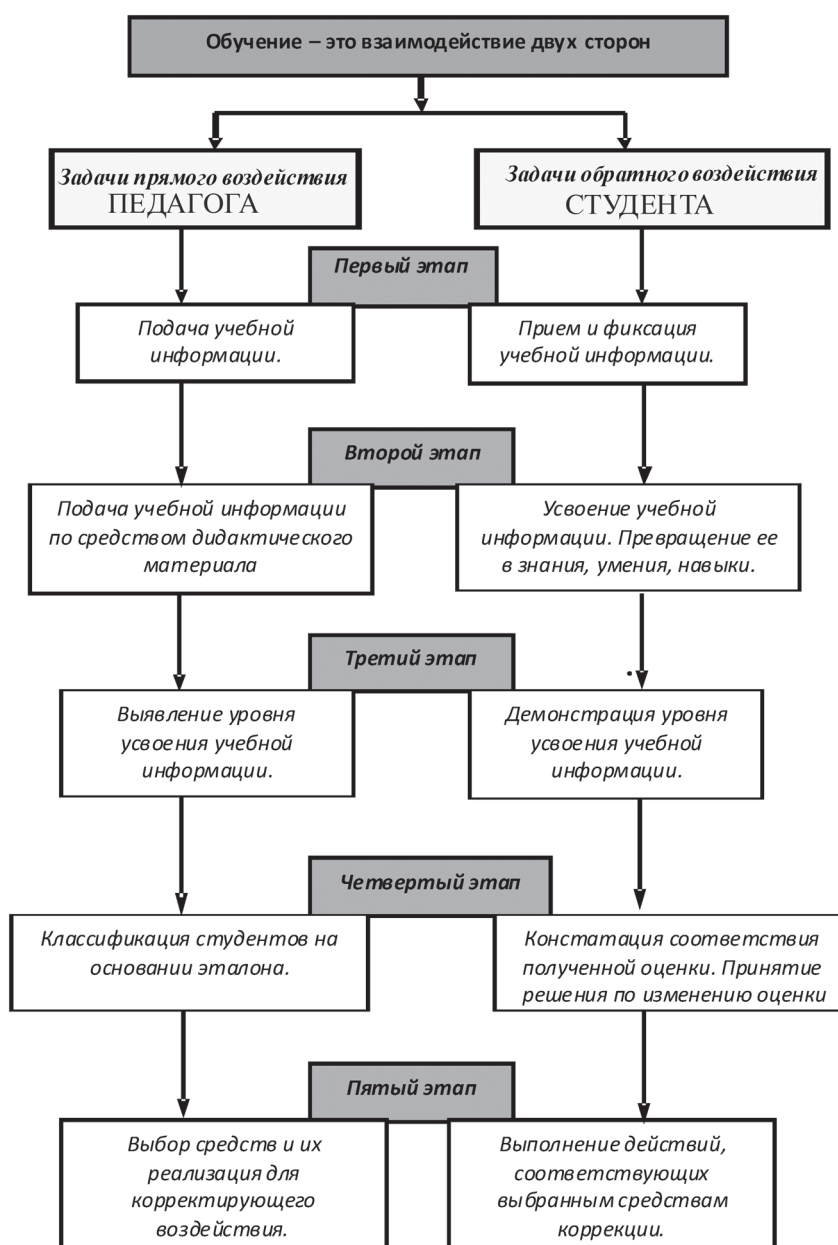 Обучение – это взаимодействие двух сторон
Задачи прямого воздействия
ПЕДАГОГА
Задачи обратного воздействия
СТУДЕНТА
Первый этап
Подача учебной
информации.
Прием и фиксация
учебной информации.
Второй этап
Подача учебной информации
по средством дидактического
материала
Усвоение учебной
информации. Превращение ее
в знания, умения, навыки.
Третий этап
Выявление уровня
усвоения учебной
информации.
Демонстрация уровня
усвоения учебной
информации.
Четвертый этап
Классификация студентов на
основании эталона.
Констатация соответствия
полученной оценки. Принятие
решения по изменению оценки
Пятый этап
Выбор средств и их
реализация для
корректирующего
воздействия.
Выполнение действий,
соответствующих
выбранным средствам
коррекции.